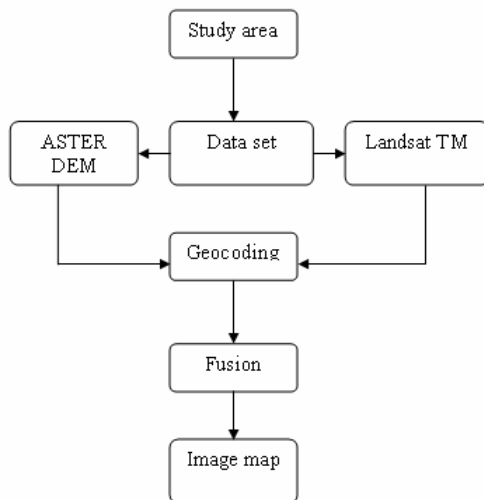 Study area
ASTER
DEM
Data set
Landsat TM
Geocoding
Fusion
Image map